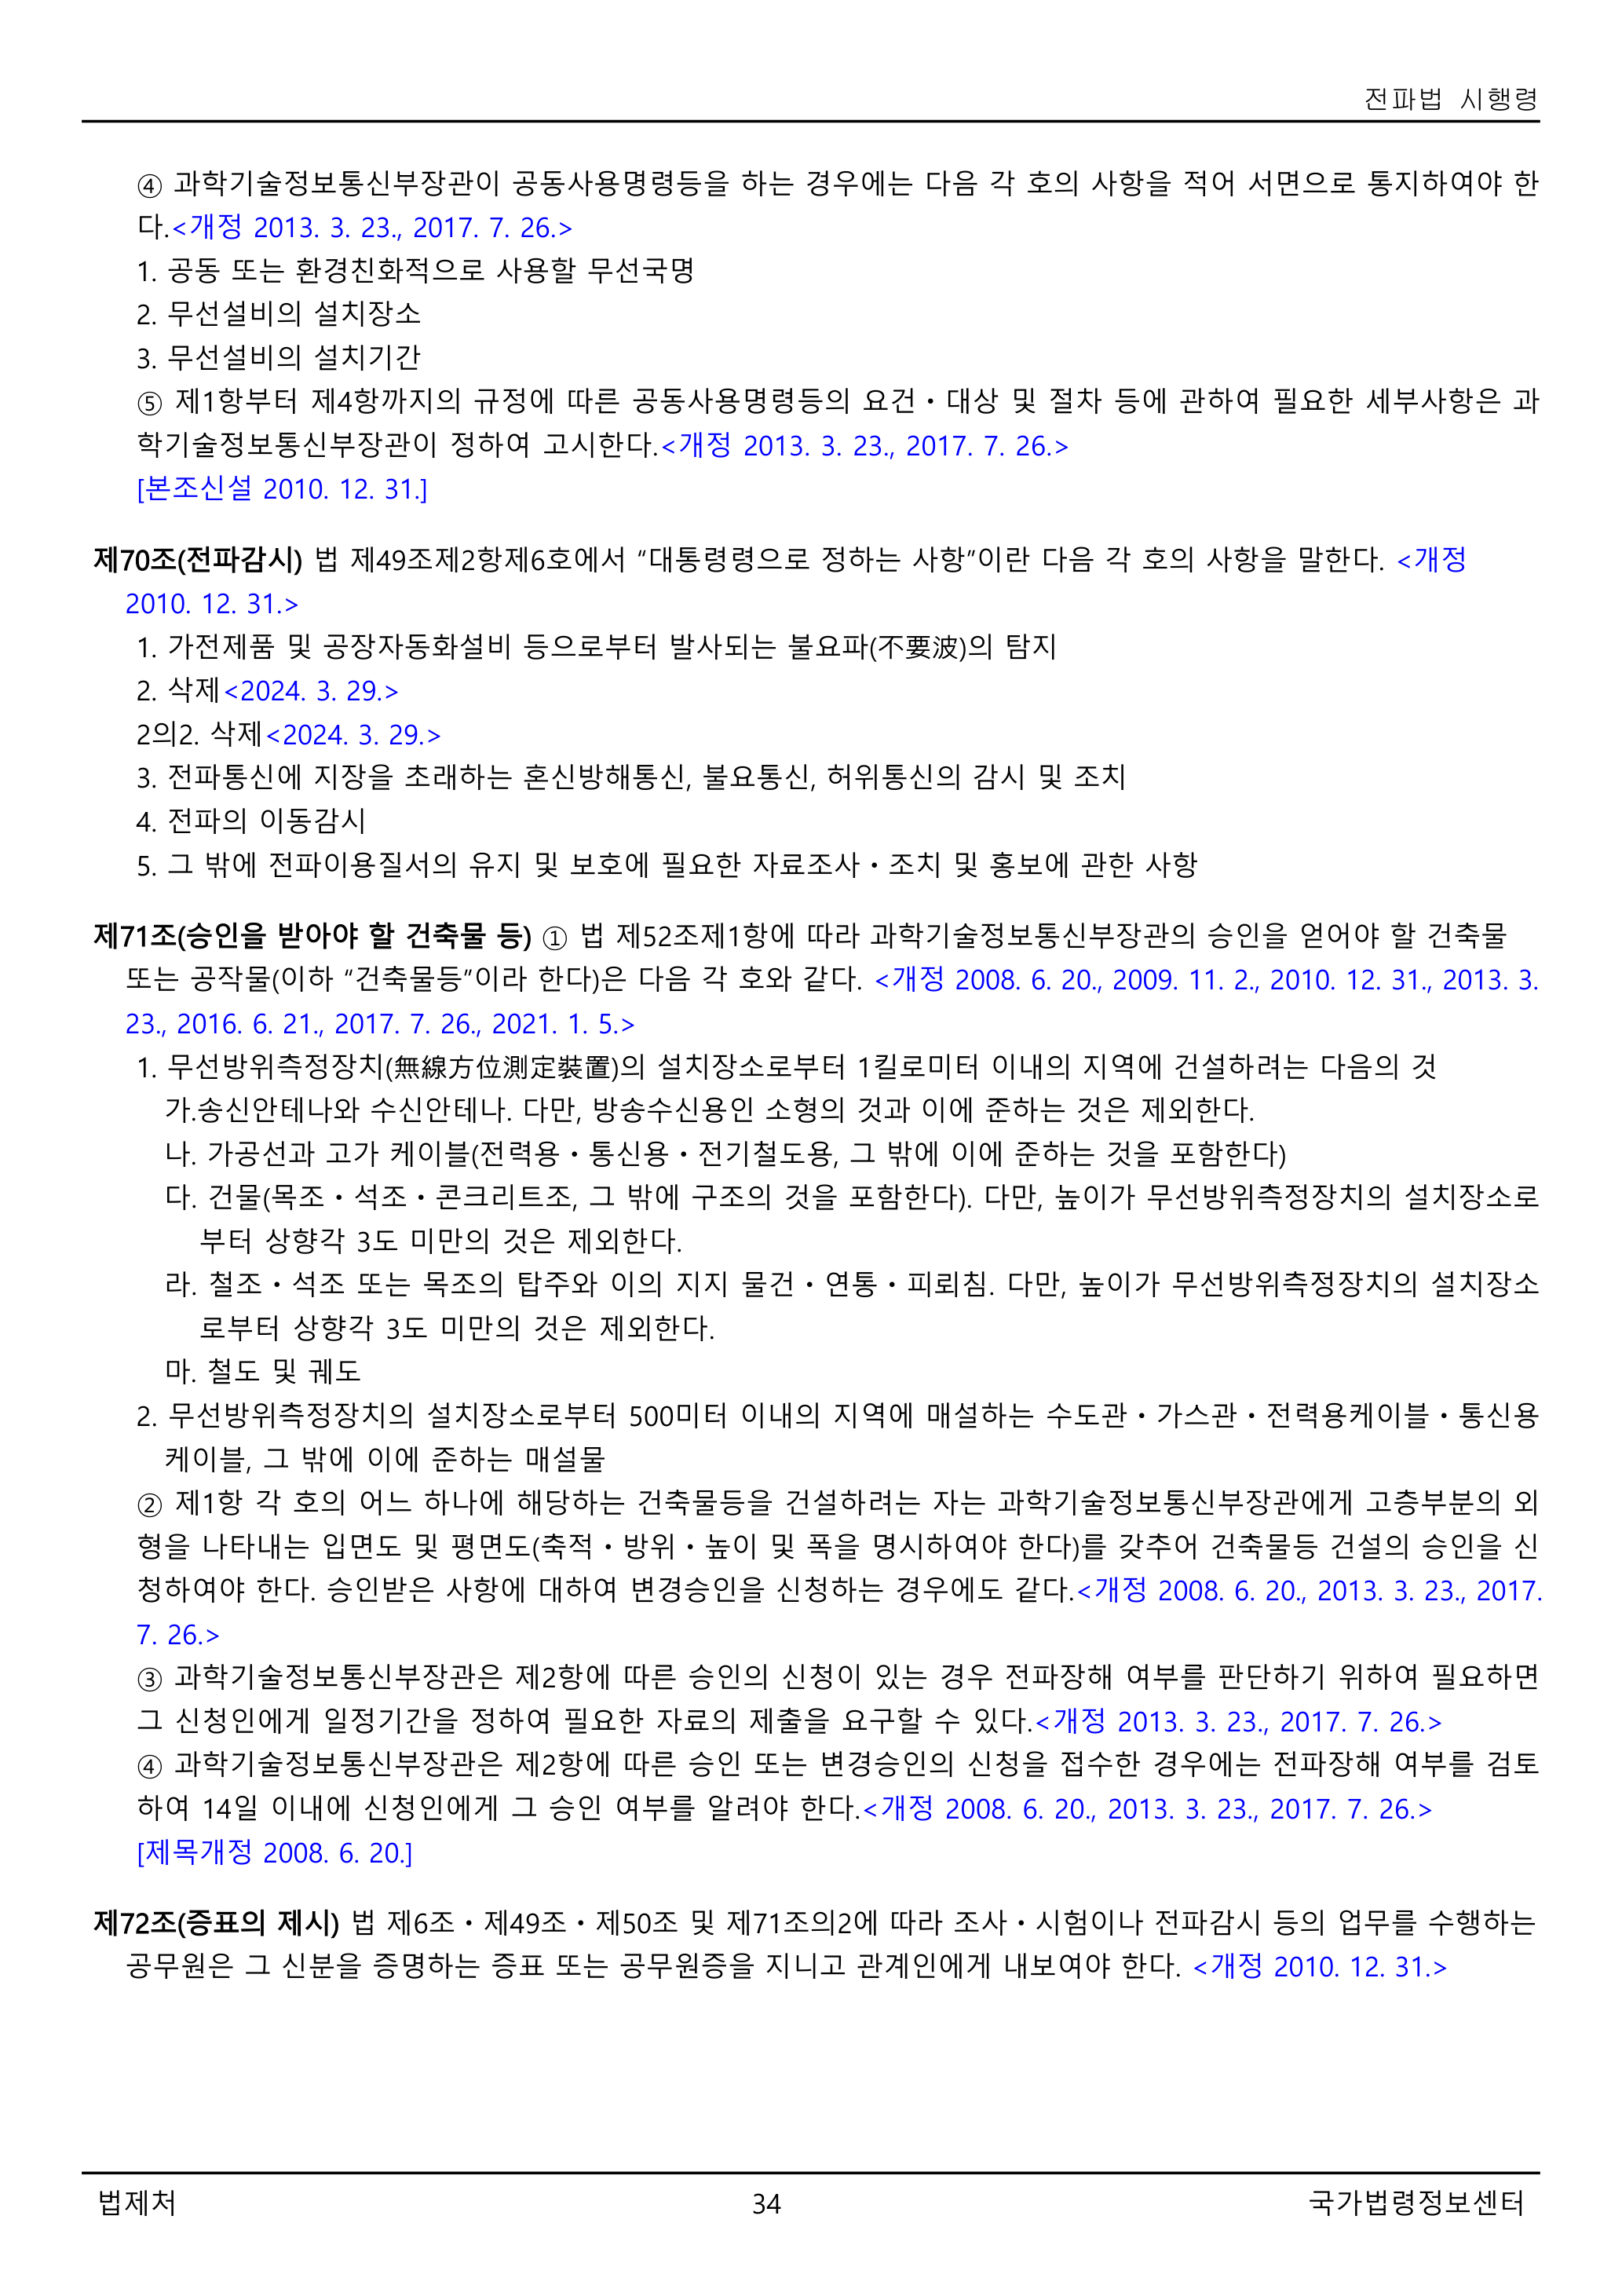 전파법 시행령
④ 과학기술정보통신부장관이 공동사용명령등을 하는 경우에는 다음 각 호의 사항을 적어 서면으로 통지하여야 한
다.<개정 2013. 3. 23., 2017. 7. 26.>
1. 공동 또는 환경친화적으로 사용할 무선국명
2. 무선설비의 설치장소
3. 무선설비의 설치기간
⑤ 제1항부터 제4항까지의 규정에 따른 공동사용명령등의 요건ㆍ대상 및 절차 등에 관하여 필요한 세부사항은 과
학기술정보통신부장관이 정하여 고시한다.<개정 2013. 3. 23., 2017. 7. 26.>
[본조신설 2010. 12. 31.]
제70조(전파감시) 법 제49조제2항제6호에서 “대통령령으로 정하는 사항”이란 다음 각 호의 사항을 말한다. <개정
2010. 12. 31.>
1. 가전제품 및 공장자동화설비 등으로부터 발사되는 불요파(不要波)의 탐지
2. 삭제<2024. 3. 29.>
2의2. 삭제<2024. 3. 29.>
3. 전파통신에 지장을 초래하는 혼신방해통신, 불요통신, 허위통신의 감시 및 조치
4. 전파의 이동감시
5. 그 밖에 전파이용질서의 유지 및 보호에 필요한 자료조사ㆍ조치 및 홍보에 관한 사항
제71조(승인을 받아야 할 건축물 등) ① 법 제52조제1항에 따라 과학기술정보통신부장관의 승인을 얻어야 할 건축물
또는 공작물(이하 “건축물등”이라 한다)은 다음 각 호와 같다. <개정 2008. 6. 20., 2009. 11. 2., 2010. 12. 31., 2013. 3.
23., 2016. 6. 21., 2017. 7. 26., 2021. 1. 5.>
1. 무선방위측정장치(無線方位測定裝置)의 설치장소로부터 1킬로미터 이내의 지역에 건설하려는 다음의 것
가.송신안테나와 수신안테나. 다만, 방송수신용인 소형의 것과 이에 준하는 것은 제외한다.
나. 가공선과 고가 케이블(전력용ㆍ통신용ㆍ전기철도용, 그 밖에 이에 준하는 것을 포함한다)
다. 건물(목조ㆍ석조ㆍ콘크리트조, 그 밖에 구조의 것을 포함한다). 다만, 높이가 무선방위측정장치의 설치장소로
부터 상향각 3도 미만의 것은 제외한다.
라. 철조ㆍ석조 또는 목조의 탑주와 이의 지지 물건ㆍ연통ㆍ피뢰침. 다만, 높이가 무선방위측정장치의 설치장소
로부터 상향각 3도 미만의 것은 제외한다.
마. 철도 및 궤도
2. 무선방위측정장치의 설치장소로부터 500미터 이내의 지역에 매설하는 수도관ㆍ가스관ㆍ전력용케이블ㆍ통신용
케이블, 그 밖에 이에 준하는 매설물
② 제1항 각 호의 어느 하나에 해당하는 건축물등을 건설하려는 자는 과학기술정보통신부장관에게 고층부분의 외
형을 나타내는 입면도 및 평면도(축적ㆍ방위ㆍ높이 및 폭을 명시하여야 한다)를 갖추어 건축물등 건설의 승인을 신
청하여야 한다. 승인받은 사항에 대하여 변경승인을 신청하는 경우에도 같다.<개정 2008. 6. 20., 2013. 3. 23., 2017.
7. 26.>
③ 과학기술정보통신부장관은 제2항에 따른 승인의 신청이 있는 경우 전파장해 여부를 판단하기 위하여 필요하면
그 신청인에게 일정기간을 정하여 필요한 자료의 제출을 요구할 수 있다.<개정 2013. 3. 23., 2017. 7. 26.>
④ 과학기술정보통신부장관은 제2항에 따른 승인 또는 변경승인의 신청을 접수한 경우에는 전파장해 여부를 검토
하여 14일 이내에 신청인에게 그 승인 여부를 알려야 한다.<개정 2008. 6. 20., 2013. 3. 23., 2017. 7. 26.>
[제목개정 2008. 6. 20.]
제72조(증표의 제시) 법 제6조ㆍ제49조ㆍ제50조 및 제71조의2에 따라 조사ㆍ시험이나 전파감시 등의 업무를 수행하는
공무원은 그 신분을 증명하는 증표 또는 공무원증을 지니고 관계인에게 내보여야 한다. <개정 2010. 12. 31.>
법제처
34
국가법령정보센터